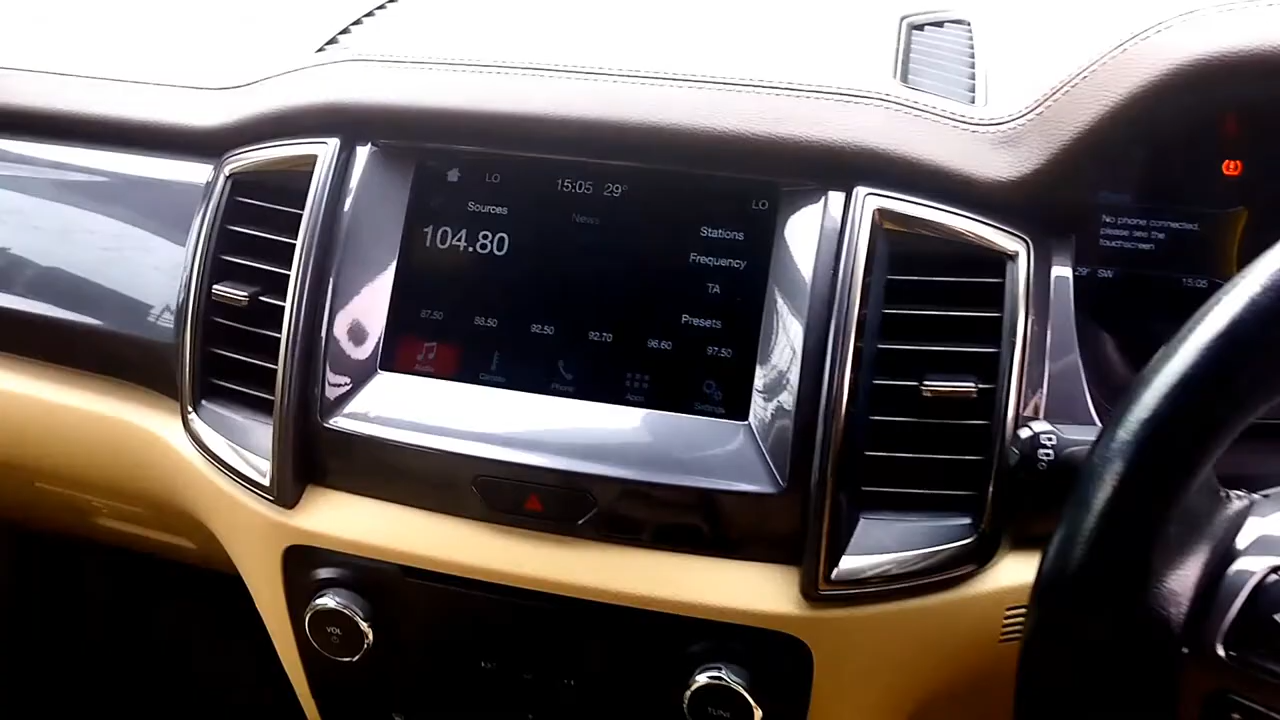 LO
15:05 29°
LO
Sources
News
Stations
104.80
Frequency
TA
Presets
87.50
88.50
92.50
92.70
96.60
97.50
Audio
Climate
Phone
Apps
Settings
No phone connected,
please see the
touchscreen
29° SW
15:05
VOL
TUNE